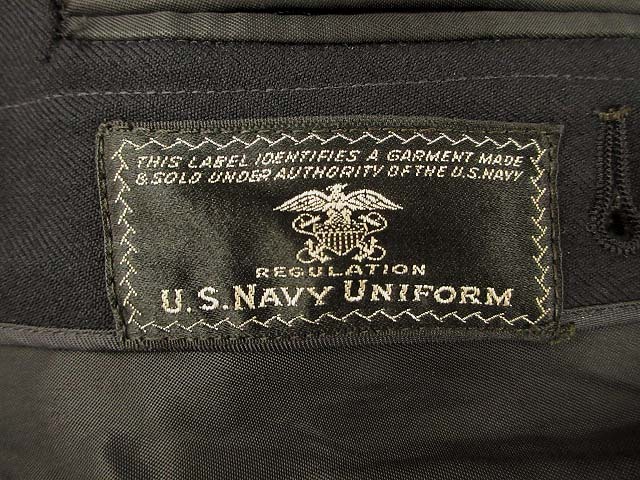 THIS LABEL IDENTIFIES A GARMENT MADE
& SOLD UNDER AUTHORITY OF THE U.S. NAVY
REGULATION
U.S. NAVY UNIFORM